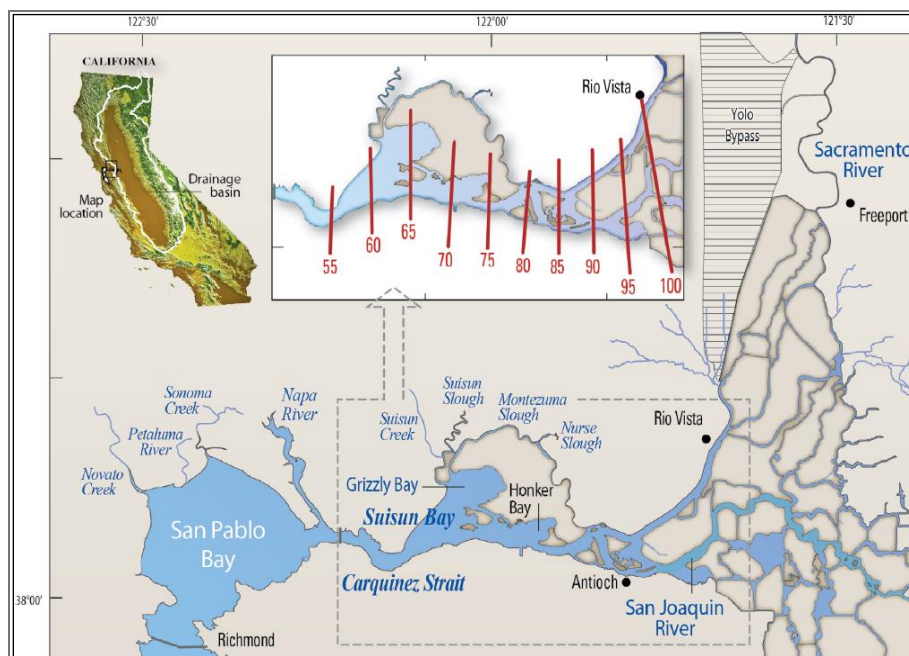 122°30'
122°00'
121°30'
CALIFORNIA
Map
location
Drainage
basin
Rio Vista
55
60
65
70
75
80
85
90
95
100
Yolo
Bypass
Sacramento
River
Freeport
Sonoma
Creek
Napa
River
Petaluma
River
Novato
Creek
Suisun
Creek
Suisun
Slough
Montezuma
Slough
Nurse
Slough
Rio Vista
Grizzly Bay
Honker
Bay
Suisun Bay
San Pablo
Bay
Carquinez Strait
Antioch
San Joaquin
River
38°00'
Richmond